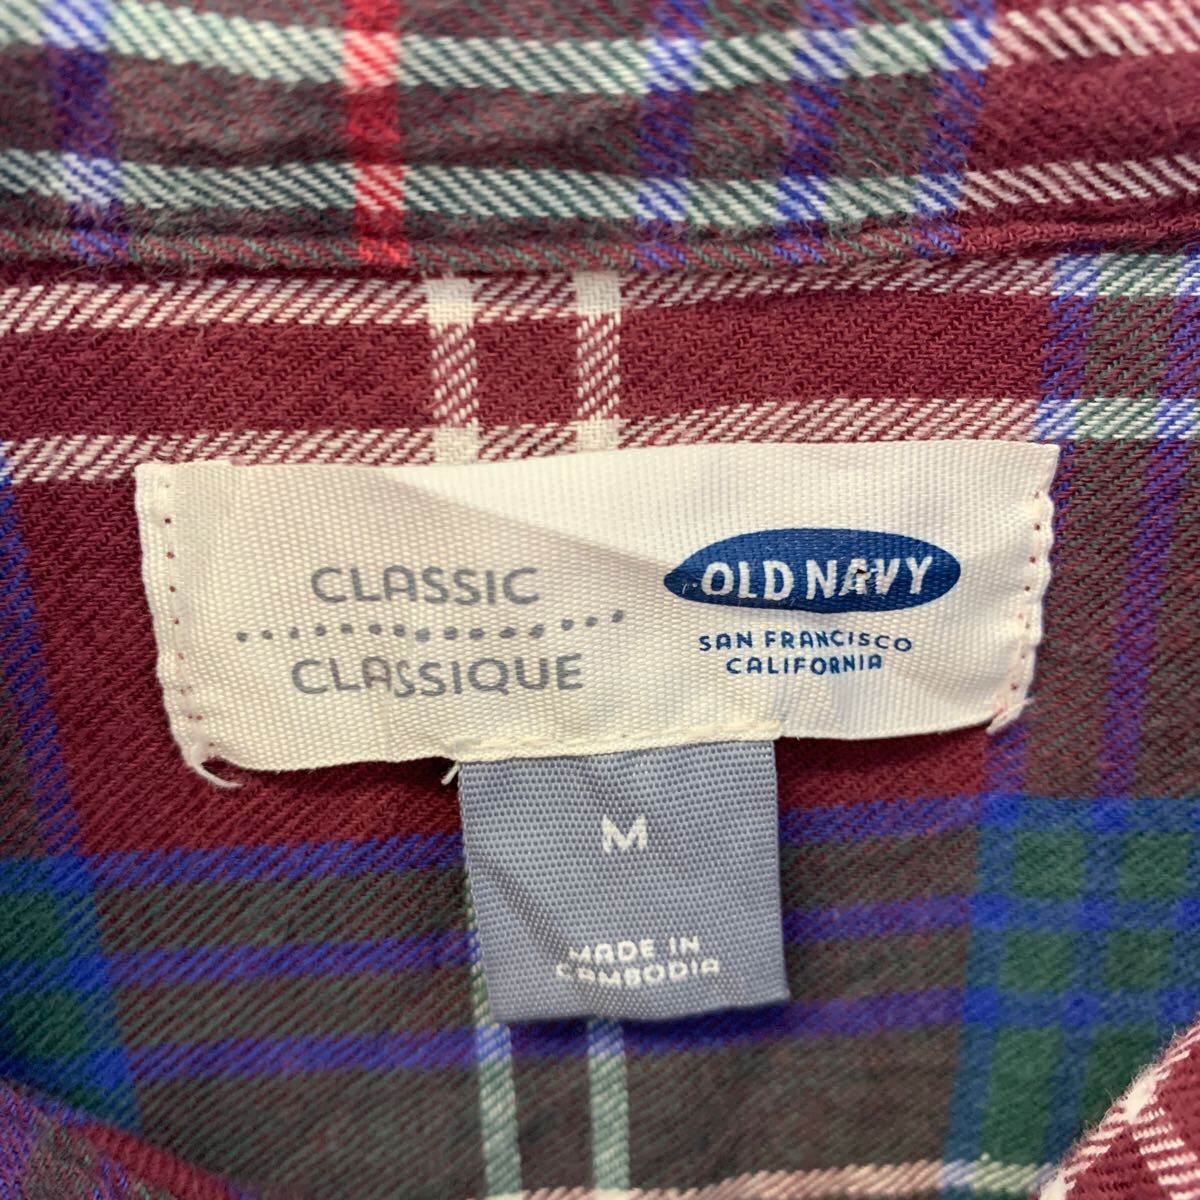 CLASSIC
CLASSIQUE
OLD NAVY
SAN FRANCISCO
CALIFORNIA
M
MADE IN
CAMBODIA